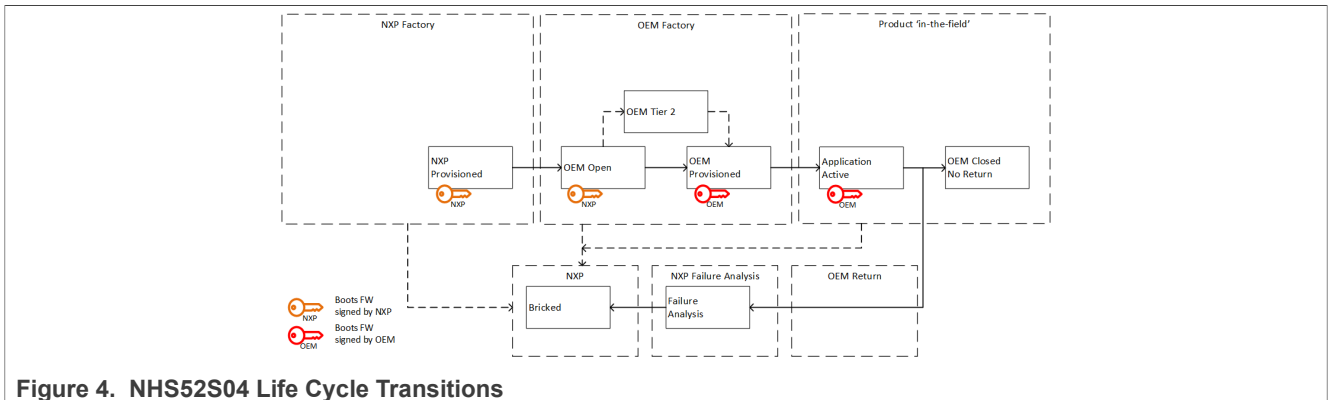 NXP Factory
OEM Factory
Product 'in-the-field'
OEM Tier 2
NXP
Provisioned
OEM Open
OEM
Provisioned
Application
Active
OEM Closed
No Return
NXP
NXP
OEM
OEM
NXP
NXP Failure Analysis
OEM Return
Bricked
Failure
Analysis
Boots FW
signed by NXP
NXP
Boots FW
signed by OEM
OEM
Figure 4. NHS52S04 Life Cycle Transitions